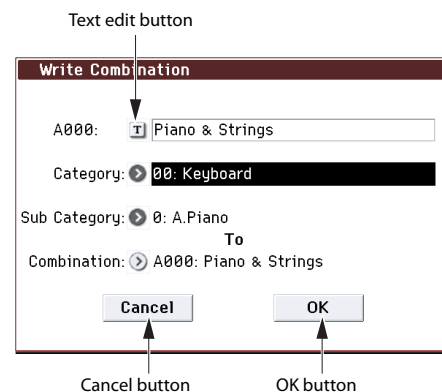 Text edit button
Write Combination
A000: T Piano & Strings
Category: 00: Keyboard
Sub Category: 0: A.Piano
To
Combination: A000: Piano & Strings
Cancel OK
Cancel button OK button